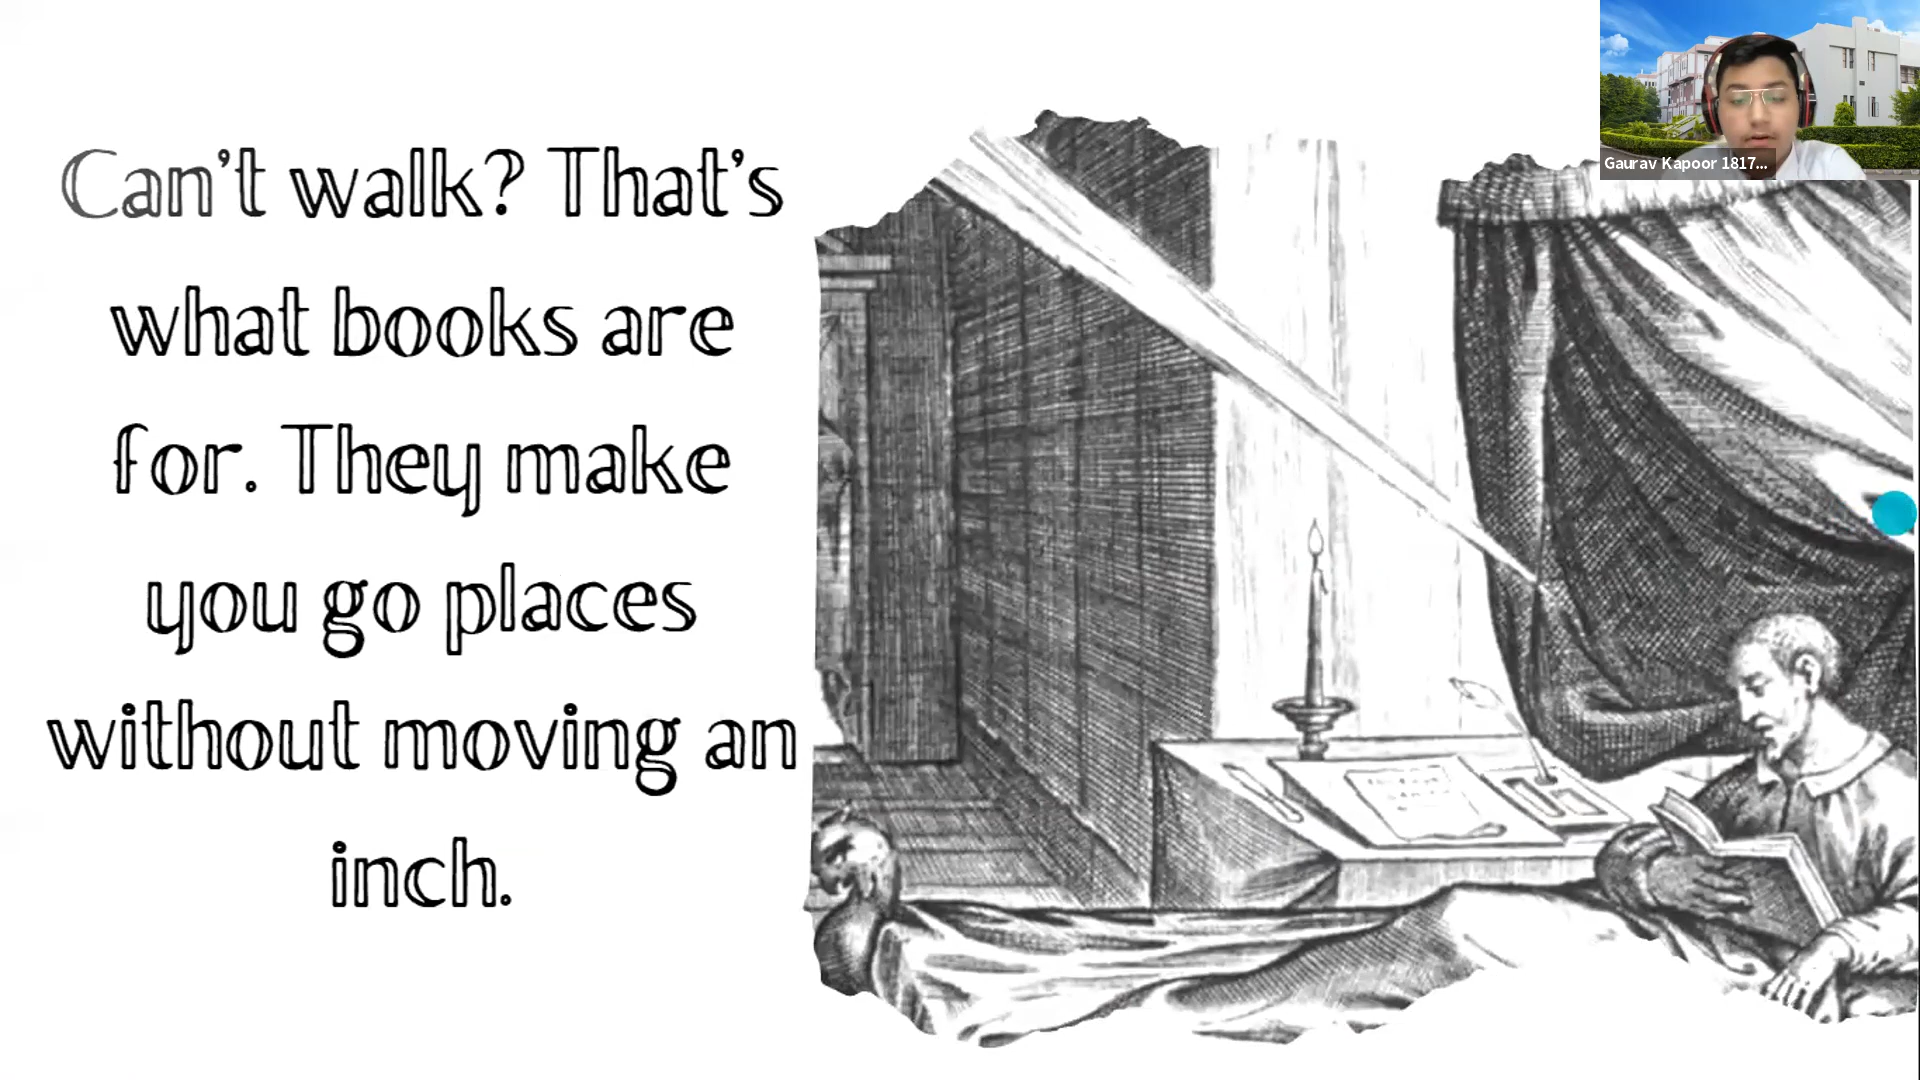 Can't walk? That's
what books are
for. They make
you go places
without moving an
inch.
Gaurav Kapoor 1817...